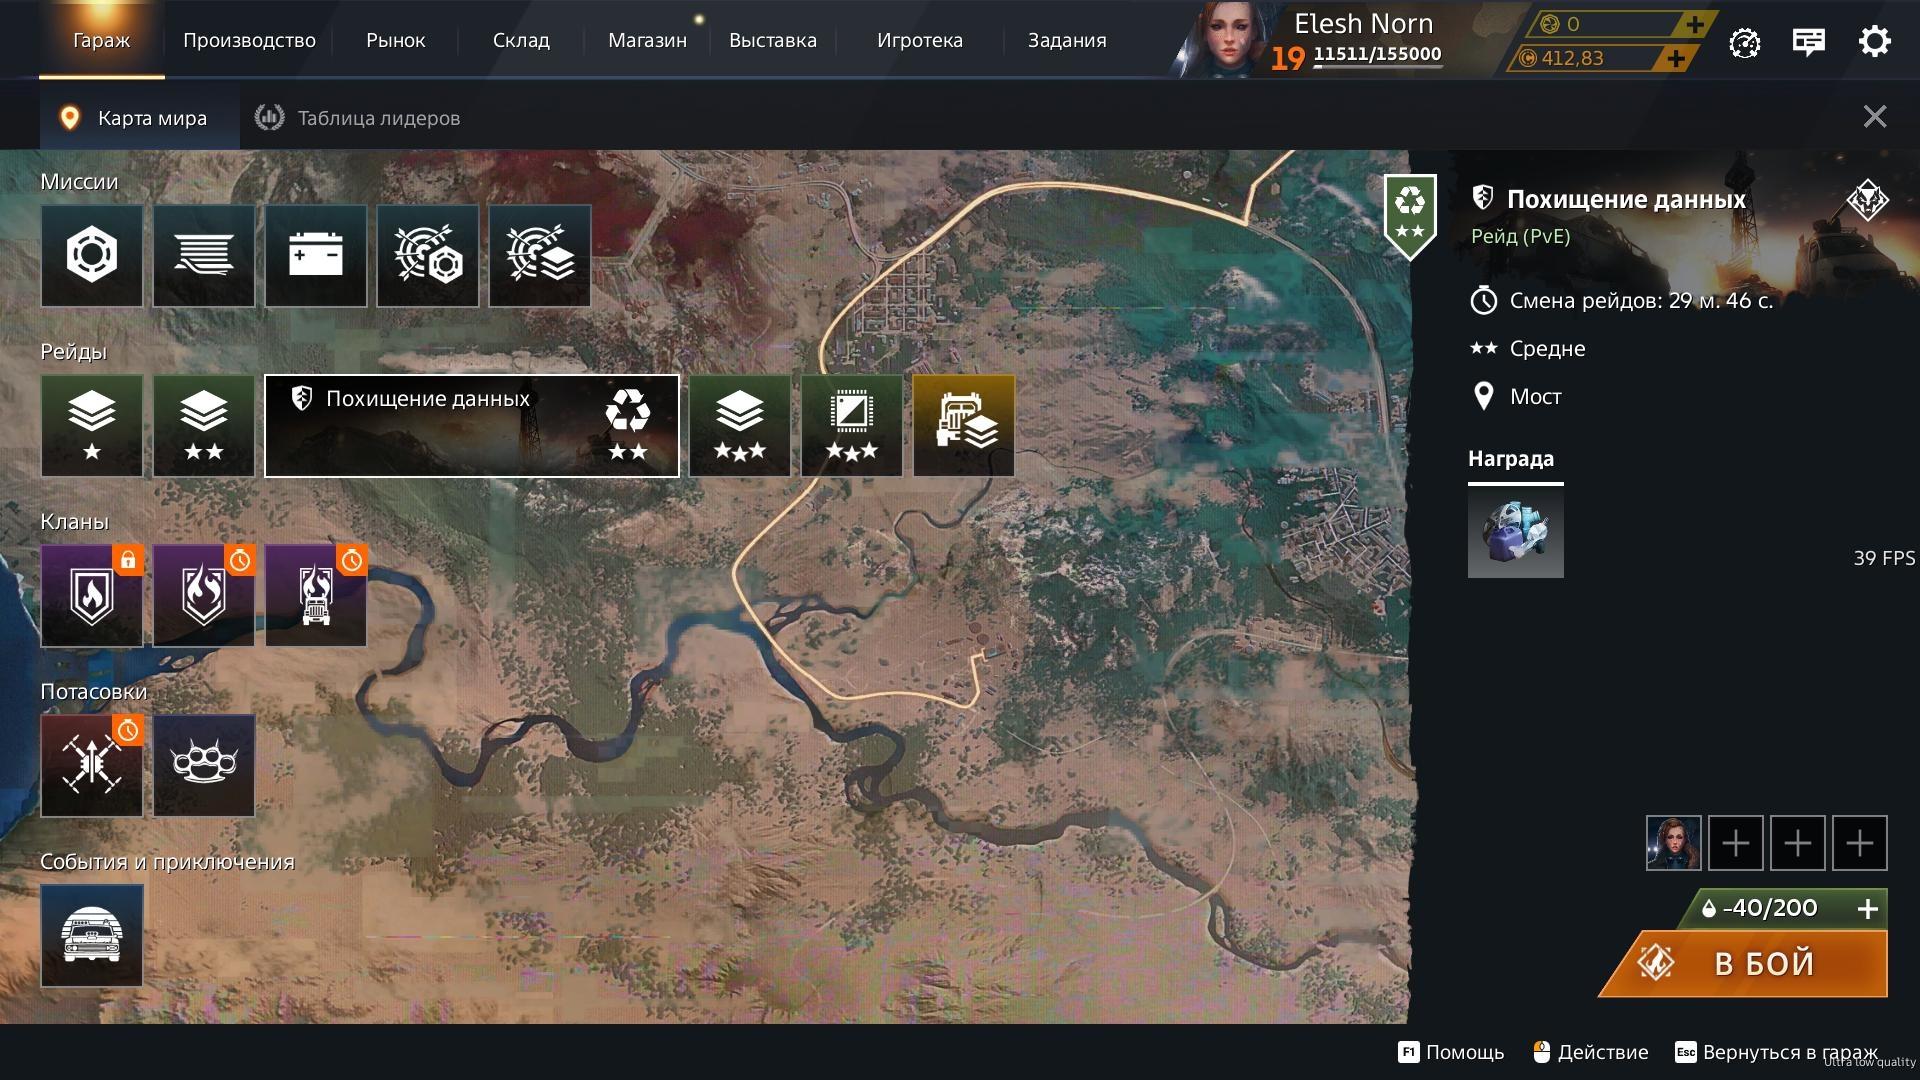 Гараж
Производство
Рынок
Склад
Магазин
Выставка
Игротека
Задания
Elesh Norn
19 11511/155000
0
412,83
Карта мира
Таблица лидеров
Миссии
Рейды
Похищение данных
Кланы
Потасовки
События и приключения
Похищение данных
Рейд (PvE)
Смена рейдов: 29 м. 46 с.
Средне
Мост
Награда
39 FPS
-40/200
В БОЙ
F1 Помощь
Действие
Esc Вернуться в гараж
Ultra low quality